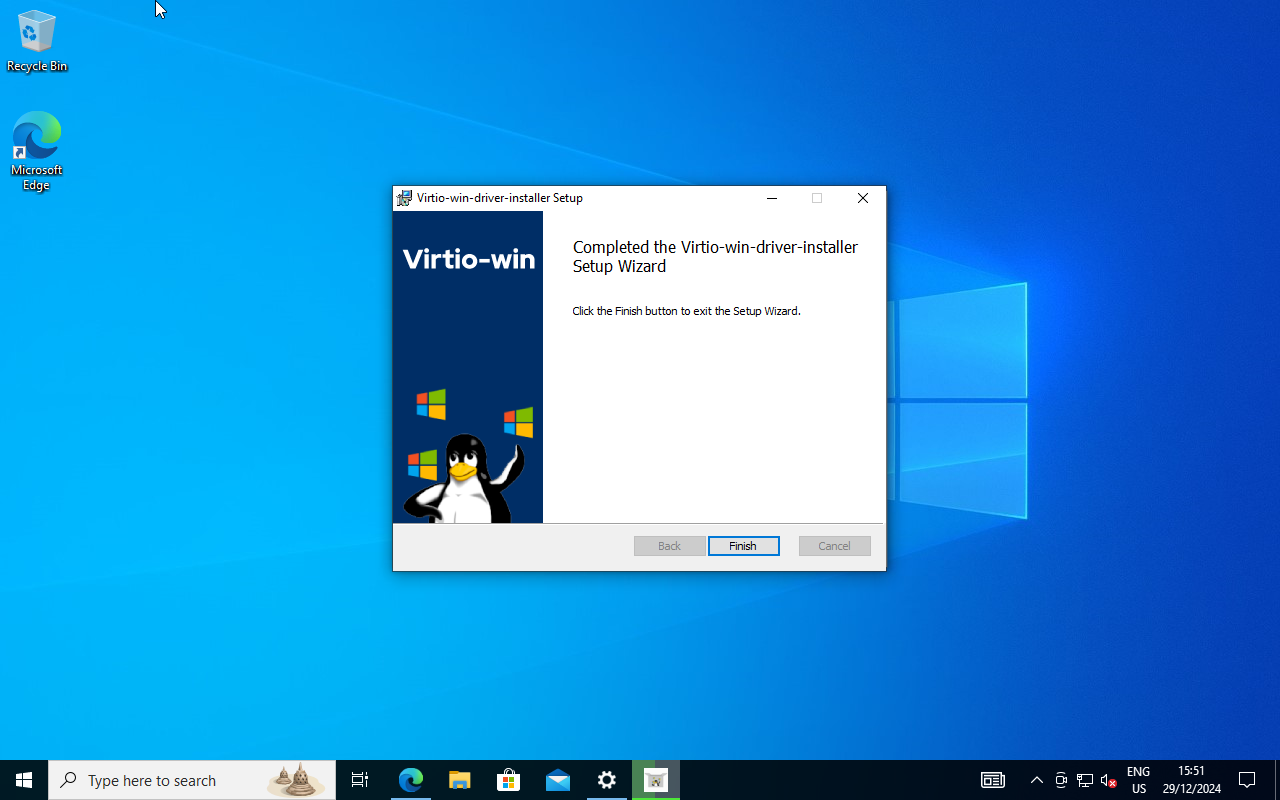 Recycle Bin
Microsoft
Edge
Virtio-win-driver-installer Setup
Virtio-win
Completed the Virtio-win-driver-installer
Setup Wizard
Click the Finish button to exit the Setup Wizard.
Back
Finish
Cancel
Type here to search
ENG
US
15:51
29/12/2024